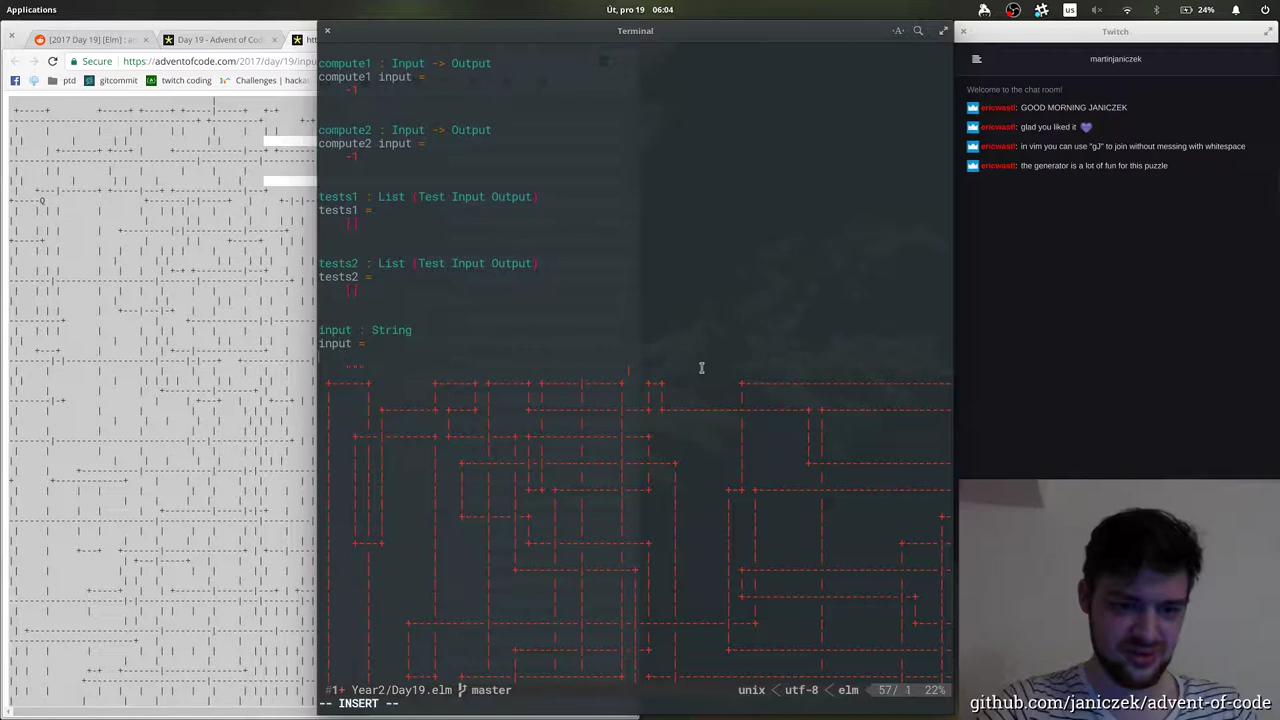 Applications
Út, pro 19 06:04
us
24%
[2017 Day 19] [Elm] : an
Day 19 - Advent of Cod
Secure
https://adventofcode.com/2017/day/19/inpu
ptd
gitcommit
twitch coding
Challenges | hacka
Q
Terminal
compute1 : Input -> Output
compute1 input =
-1
compute2 : Input -> Output
compute2 input =
-1
tests1 : List (Test Input Output)
tests1 =
[]
tests2 : List (Test Input Output)
tests2 =
[]
input : String
input =
"""
#1+ Year2/Day19.elm master
unix < utf-8 < elm 57/ 1 22%
-- INSERT --
Twitch
martinjaniczek
Welcome to the chat room!
ericwastl: GOOD MORNING JANICZEK
ericwastl: glad you liked it 💜
ericwastl: in vim you can use "gJ" to join without messing with whitespace
ericwastl: the generator is a lot of fun for this puzzle
github.com/janiczek/advent-of-code